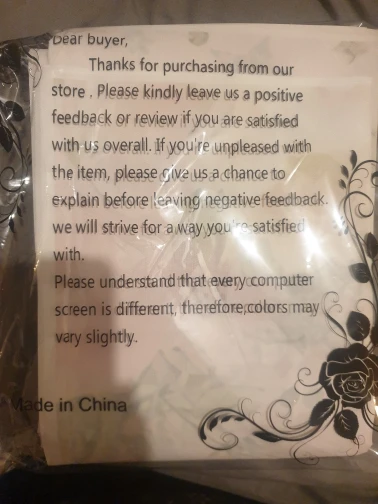 Dear buyer,
Thanks for purchasing from our
store . Please kindly leave us a positive
feedback or review if you are satisfied
with us overall. If you're unpleased with
the item, please give us a chance to
explain before leaving negative feedback.
we will strive for a way you're satisfied
with.
Please understand that every computer
screen is different, therefore,colors may
vary slightly.
Made in China